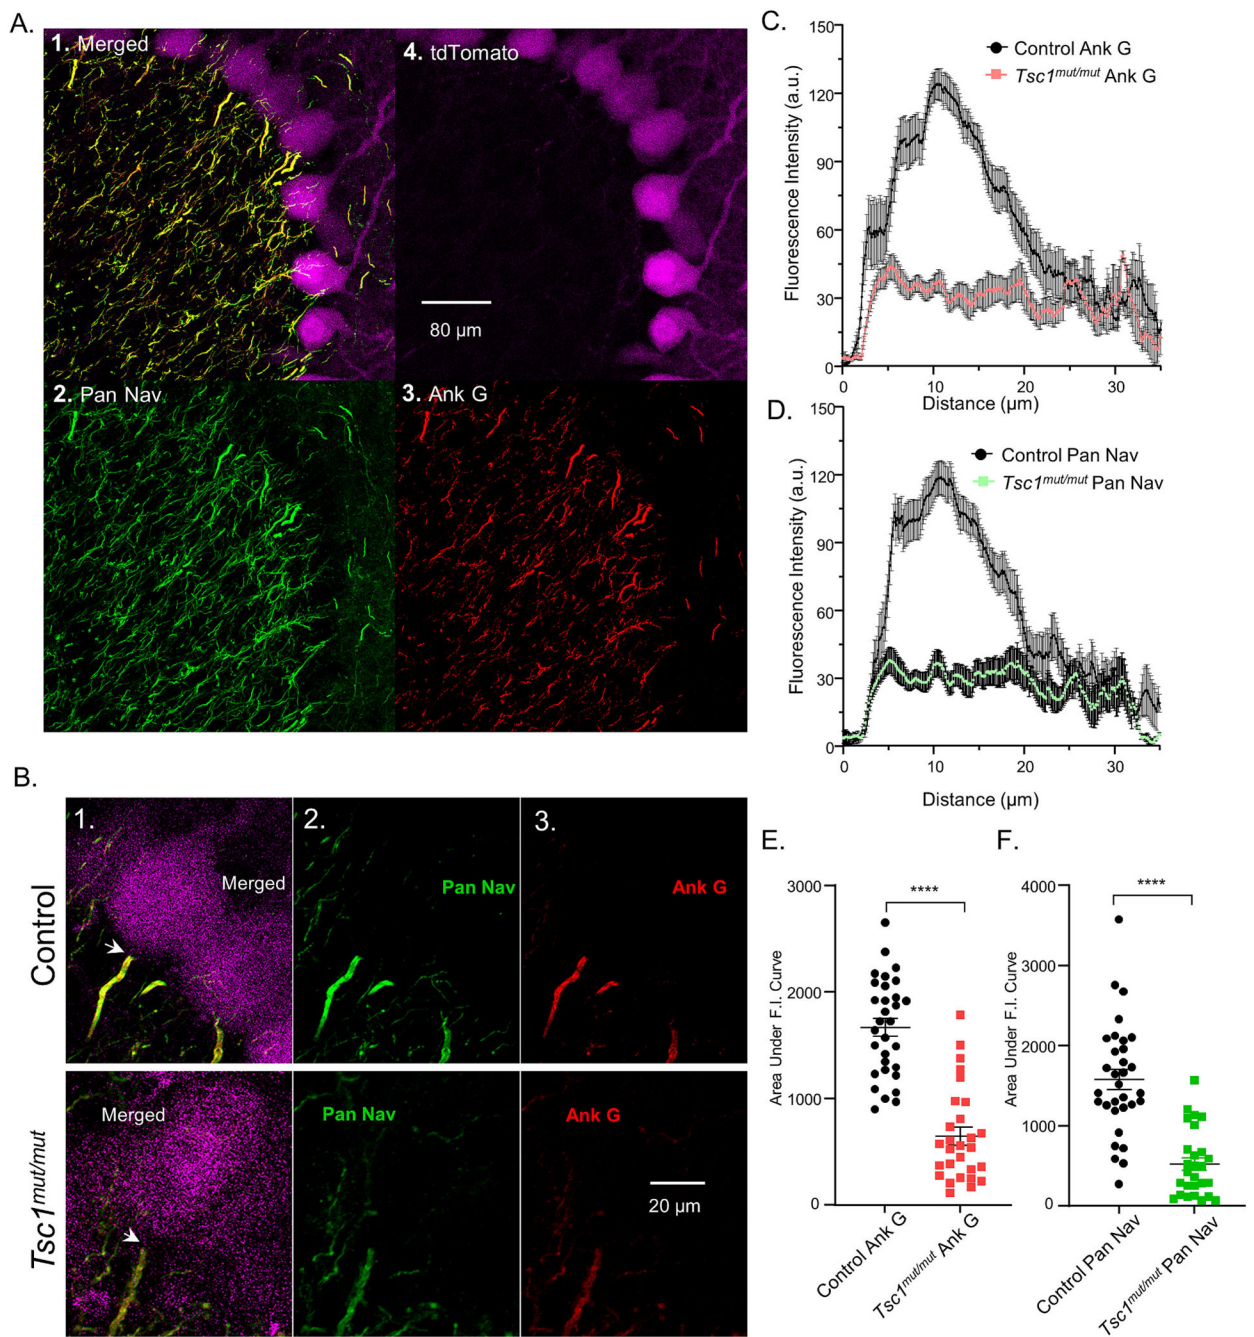 A.
1. Merged
4. tdTomato
80 µm
2. Pan Nav
3. Ank G
B.
Control
1.
Merged
2.
Pan Nav
3.
Ank G
Tsc1mut/mut
Merged
Pan Nav
Ank G
20 µm
C.
Fluorescence Intensity (a.u.)
150
120
90
60
30
0
Control Ank G
Tsc1mut/mut Ank G
0 10 20 30
Distance (µm)
D.
Fluorescence Intensity (a.u.)
150
120
90
60
30
0
Control Pan Nav
Tsc1mut/mut Pan Nav
0 10 20 30
Distance (µm)
E.
Area Under F.I. Curve
3000
2000
1000
0
****
Control Ank G
Tsc1mut/mut Ank G
F.
Area Under F.I. Curve
4000
3000
2000
1000
0
****
Control Pan Nav
Tsc1mut/mut Pan Nav